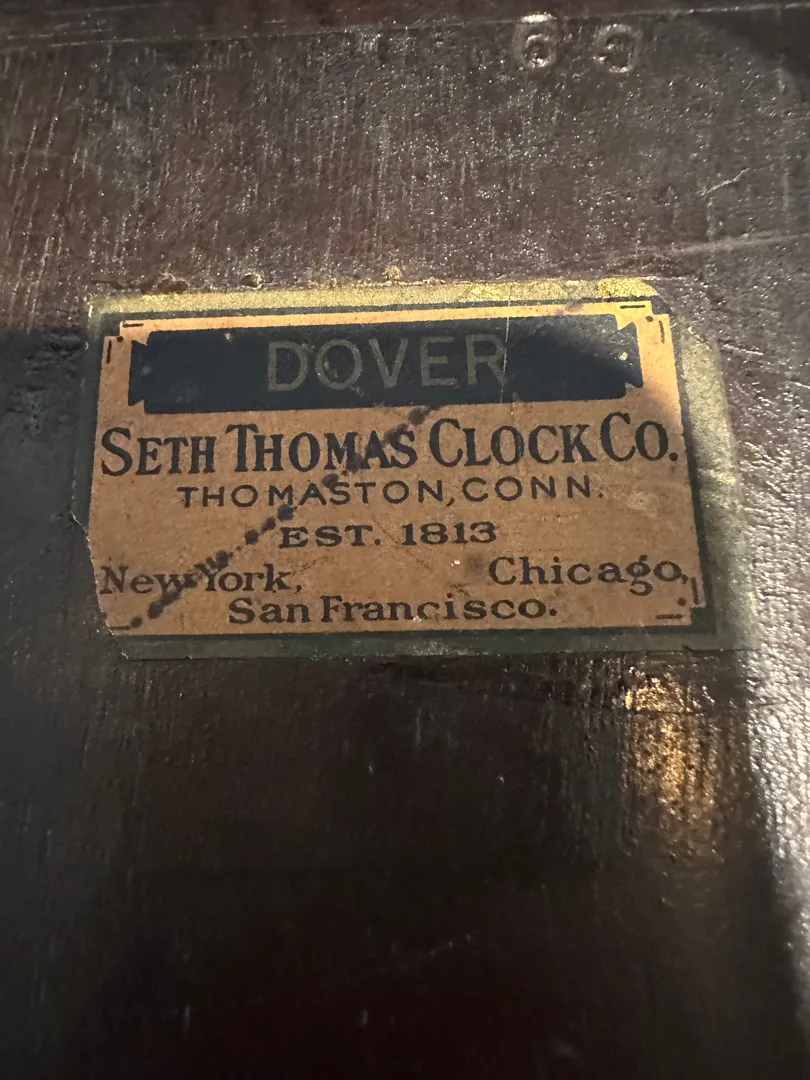 DOVER
SETH THOMAS CLOCK CO.
THOMASTON, CONN.
EST. 1813
New York, Chicago,
San Francisco.